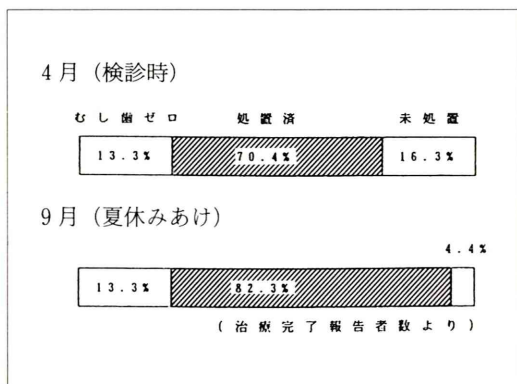 4月（検診時）
むし歯ゼロ 処置済 未処置
13.3% 70.4% 16.3%
9月（夏休みあけ）
4.4%
13.3% 82.3%
（治療完了報告者数より）